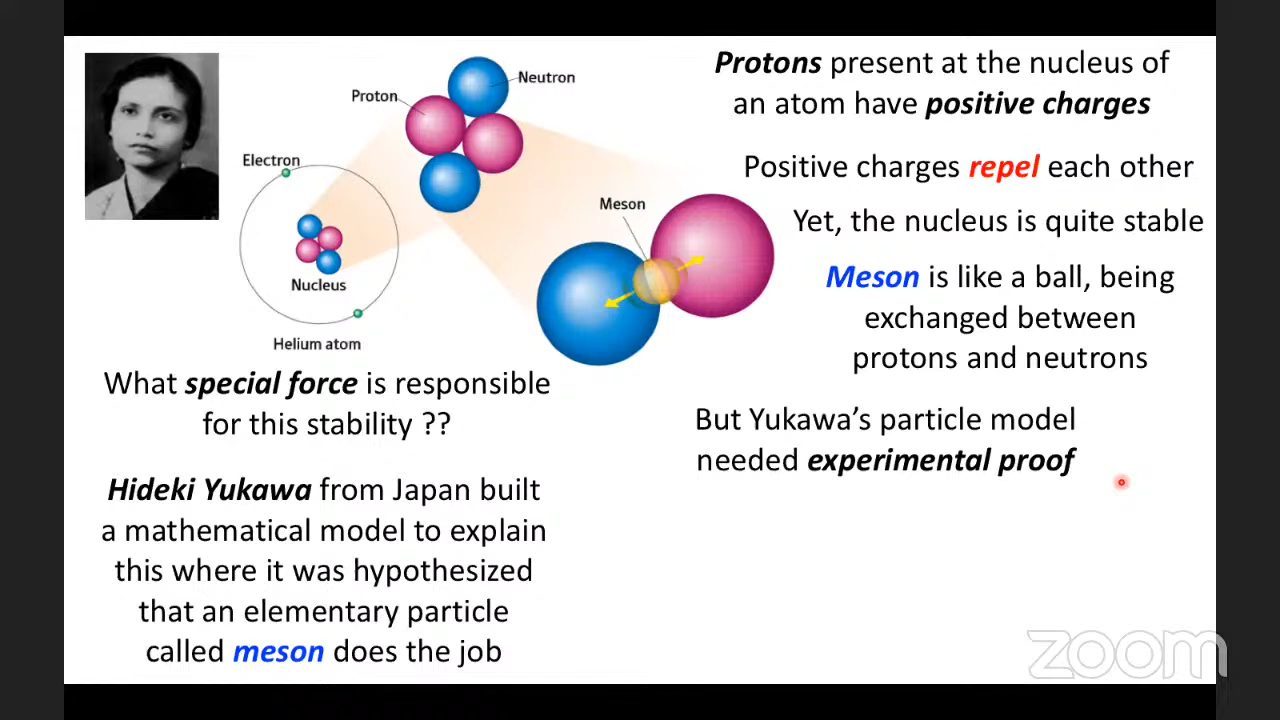 Neutron
Proton
Electron
Meson
Nucleus
Helium atom
What special force is responsible
for this stability ??
Hideki Yukawa from Japan built
a mathematical model to explain
this where it was hypothesized
that an elementary particle
called meson does the job
Protons present at the nucleus of
an atom have positive charges
Positive charges repel each other
Yet, the nucleus is quite stable
Meson is like a ball, being
exchanged between
protons and neutrons
But Yukawa’s particle model
needed experimental proof
zoom